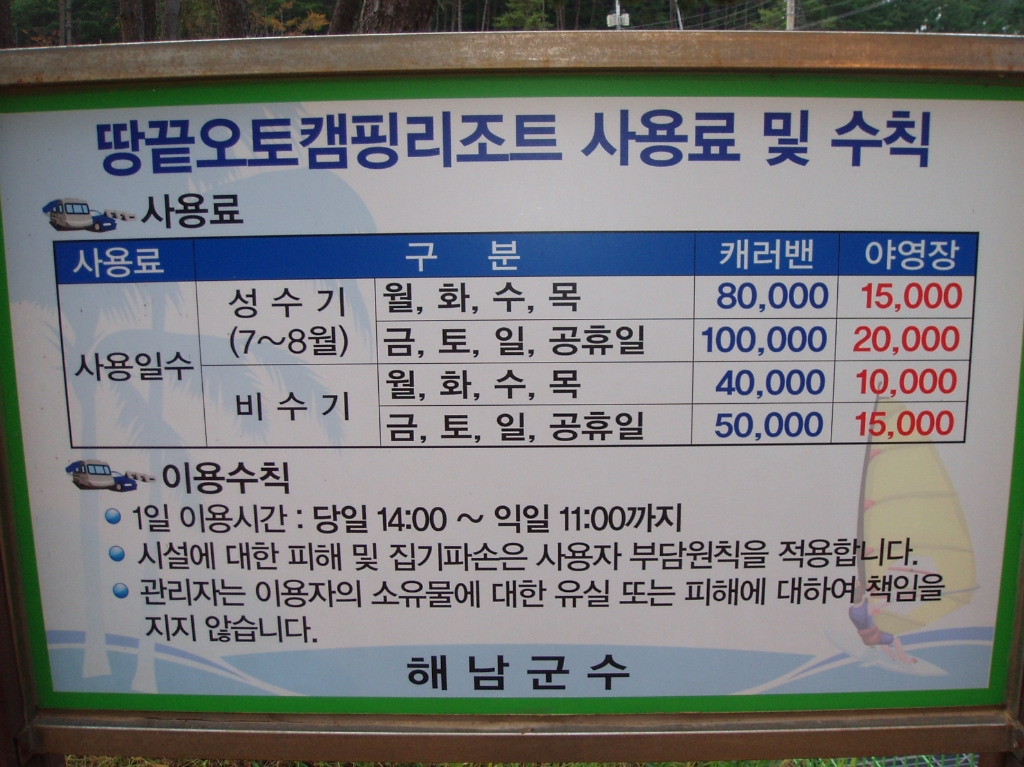 땅끝오토캠핑리조트 사용료 및 수칙
사용료
사용료 구 분 캐러밴 야영장
사용일수 성 수 기 (7~8월) 월, 화, 수, 목 80,000 15,000
금, 토, 일, 공휴일 100,000 20,000
비 수 기 월, 화, 수, 목 40,000 10,000
금, 토, 일, 공휴일 50,000 15,000
이용수칙
1일 이용시간 : 당일 14:00 ~ 익일 11:00까지
시설에 대한 피해 및 집기파손은 사용자 부담원칙을 적용합니다.
관리자는 이용자의 소유물에 대한 유실 또는 피해에 대하여 책임을
지지 않습니다.
해 남 군 수